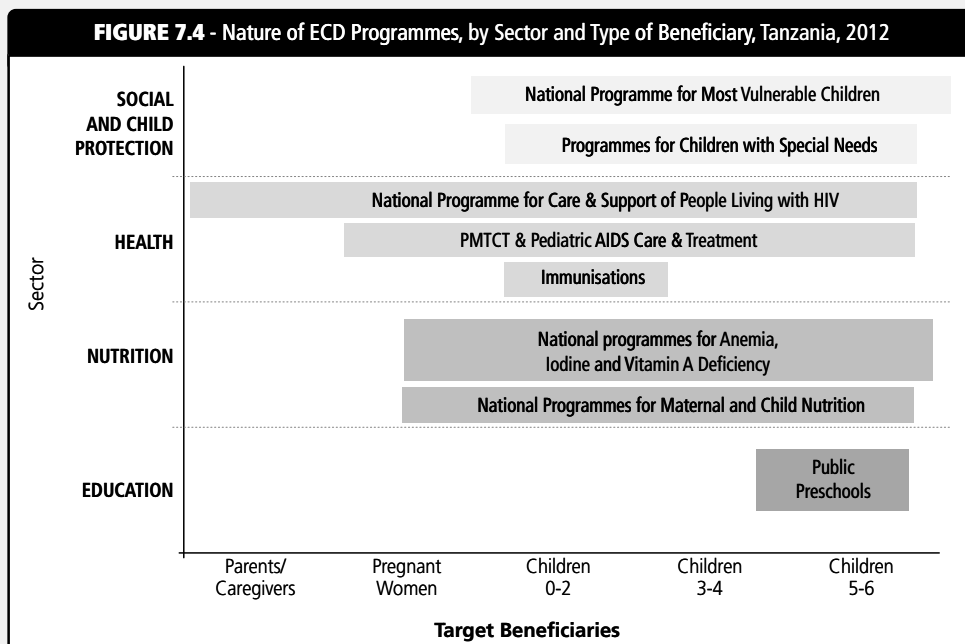 FIGURE 7.4 - Nature of ECD Programmes, by Sector and Type of Beneficiary, Tanzania, 2012
SOCIAL
AND CHILD
PROTECTION
National Programme for Most Vulnerable Children
Programmes for Children with Special Needs
HEALTH
National Programme for Care & Support of People Living with HIV
PMTCT & Pediatric AIDS Care & Treatment
Immunisations
Sector
NUTRITION
National programmes for Anemia,
Iodine and Vitamin A Deficiency
National Programmes for Maternal and Child Nutrition
EDUCATION
Public
Preschools
Parents/
Caregivers
Pregnant
Women
Children
0-2
Children
3-4
Children
5-6
Target Beneficiaries